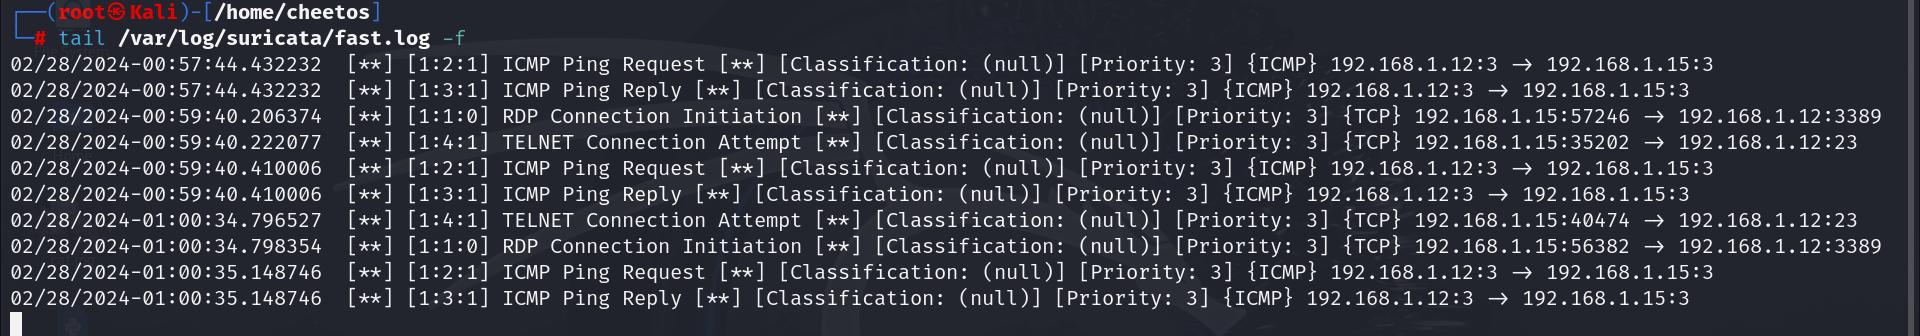 ┌──(root㉿Kali)-[/home/cheetos]
└─# tail /var/log/suricata/fast.log -f
02/28/2024-00:57:44.432232  [**] [1:2:1] ICMP Ping Request [**] [Classification: (null)] [Priority: 3] {ICMP} 192.168.1.12:3 -> 192.168.1.15:3
02/28/2024-00:57:44.432232  [**] [1:3:1] ICMP Ping Reply [**] [Classification: (null)] [Priority: 3] {ICMP} 192.168.1.12:3 -> 192.168.1.15:3
02/28/2024-00:59:40.206374  [**] [1:1:0] RDP Connection Initiation [**] [Classification: (null)] [Priority: 3] {TCP} 192.168.1.15:57246 -> 192.168.1.12:3389
02/28/2024-00:59:40.222077  [**] [1:4:1] TELNET Connection Attempt [**] [Classification: (null)] [Priority: 3] {TCP} 192.168.1.15:35202 -> 192.168.1.12:23
02/28/2024-00:59:40.410006  [**] [1:2:1] ICMP Ping Request [**] [Classification: (null)] [Priority: 3] {ICMP} 192.168.1.12:3 -> 192.168.1.15:3
02/28/2024-00:59:40.410006  [**] [1:3:1] ICMP Ping Reply [**] [Classification: (null)] [Priority: 3] {ICMP} 192.168.1.12:3 -> 192.168.1.15:3
02/28/2024-01:00:34.796527  [**] [1:4:1] TELNET Connection Attempt [**] [Classification: (null)] [Priority: 3] {TCP} 192.168.1.15:40474 -> 192.168.1.12:23
02/28/2024-01:00:34.798354  [**] [1:1:0] RDP Connection Initiation [**] [Classification: (null)] [Priority: 3] {TCP} 192.168.1.15:56382 -> 192.168.1.12:3389
02/28/2024-01:00:35.148746  [**] [1:2:1] ICMP Ping Request [**] [Classification: (null)] [Priority: 3] {ICMP} 192.168.1.12:3 -> 192.168.1.15:3
02/28/2024-01:00:35.148746  [**] [1:3:1] ICMP Ping Reply [**] [Classification: (null)] [Priority: 3] {ICMP} 192.168.1.12:3 -> 192.168.1.15:3